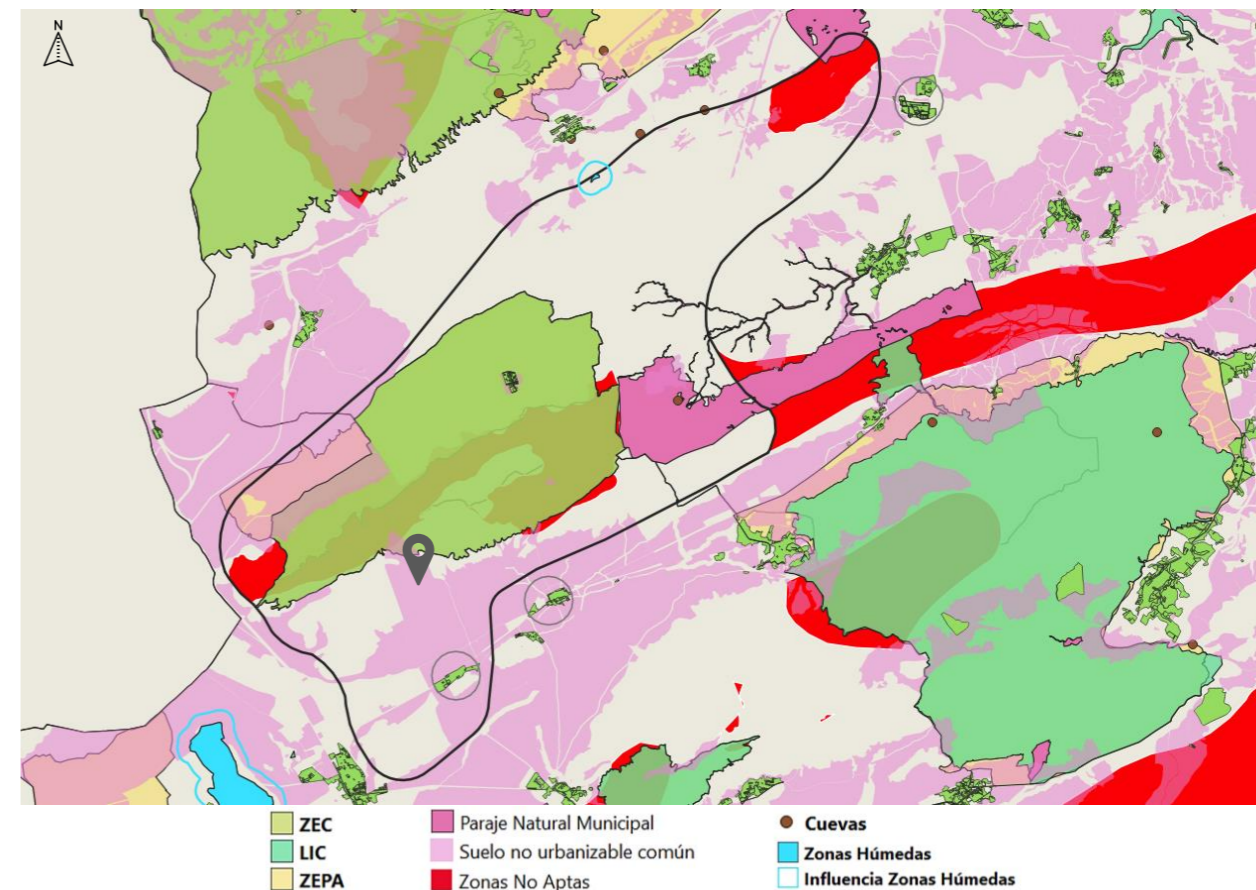 N
ZEC
LIC
ZEPA
Paraje Natural Municipal
Suelo no urbanizable común
Zonas No Aptas
Cuevas
Zonas Húmedas
Influencia Zonas Húmedas